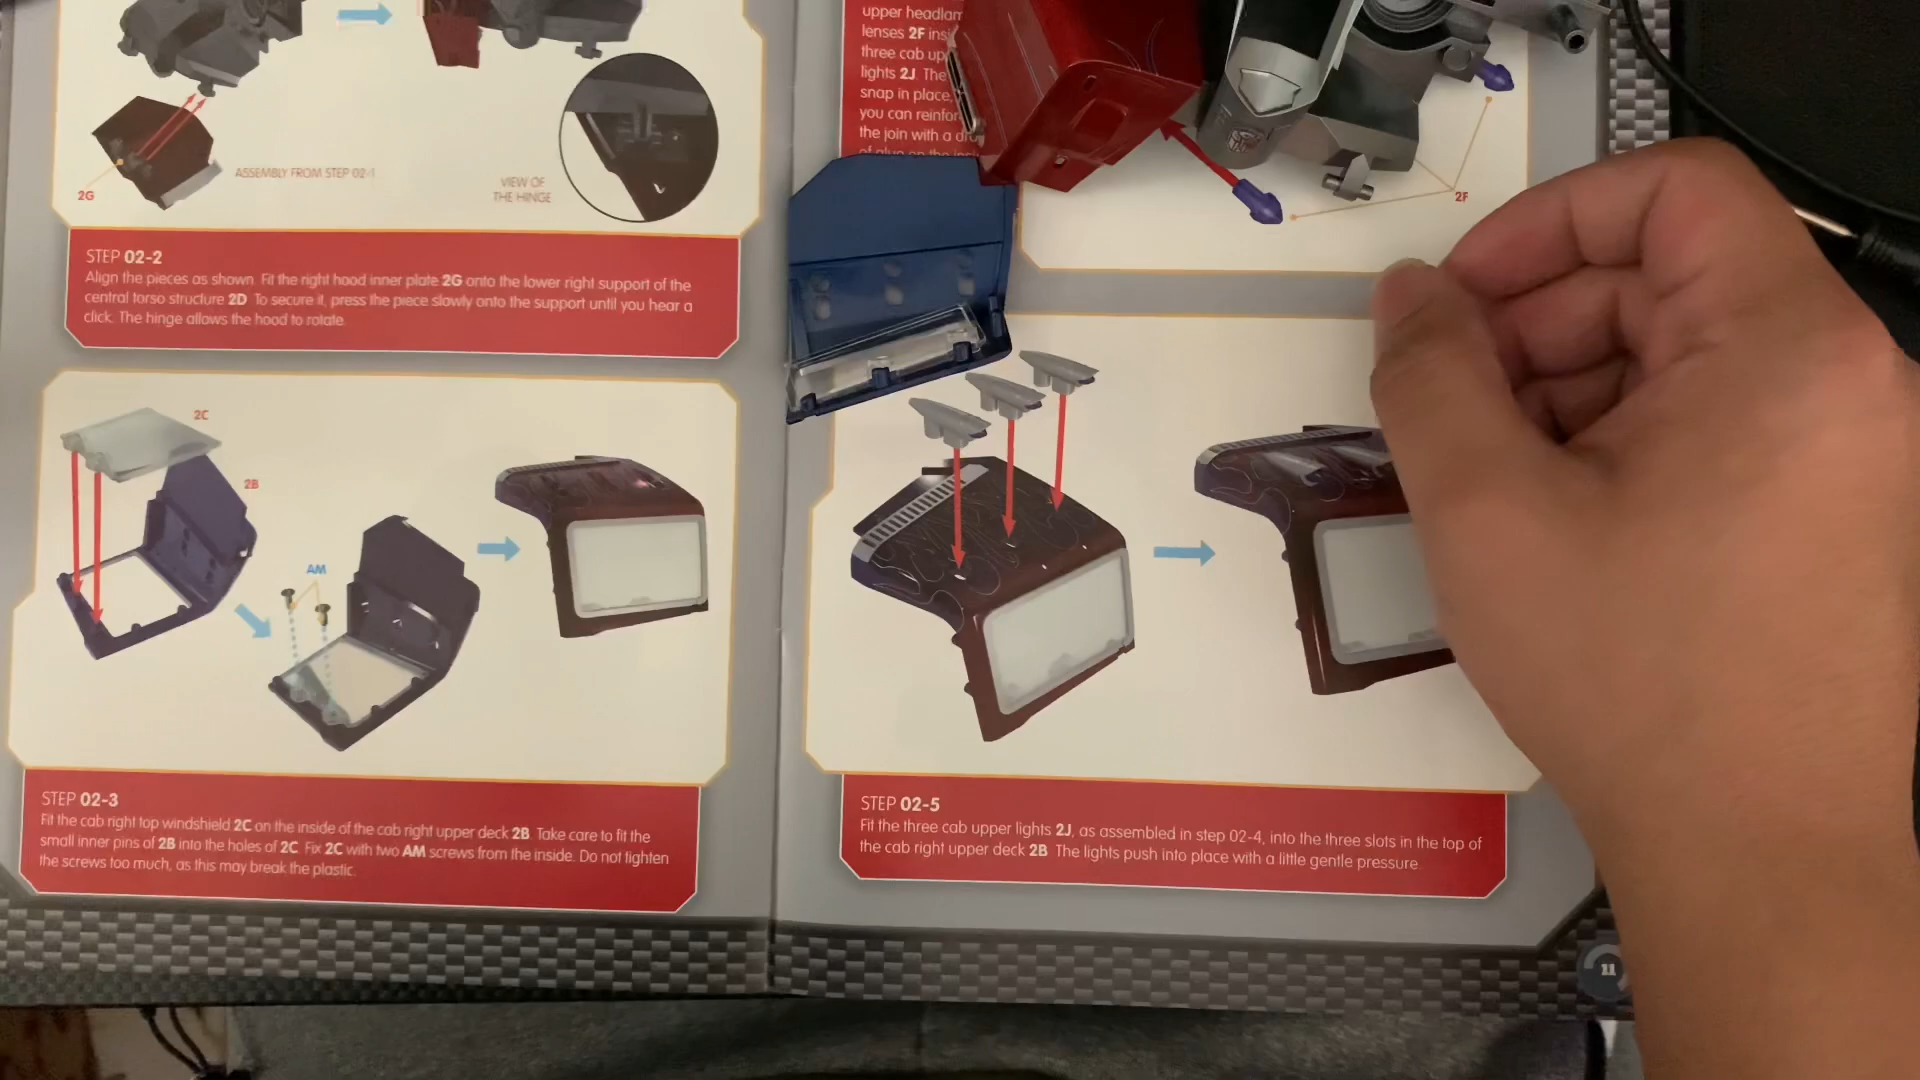 2G
ASSEMBLY FROM STEP 02-1
VIEW OF
THE HINGE
STEP 02-2
Align the pieces as shown. Fit the right hood inner plate 2G onto the lower right support of the
central torso structure 2D. To secure it, press the piece slowly onto the support until you hear a
click. The hinge allows the hood to rotate.
2C
2B
AM
STEP 02-3
Fit the cab right top windshield 2C on the inside of the cab right upper deck 2B. Take care to fit the
small inner pins of 2B into the holes of 2C. Fix 2C with two AM screws from the inside. Do not tighten
the screws too much, as this may break the plastic.
upper headlam
lenses 2F insi
three cab up
lights 2J. The
snap in place,
you can reinfor
the join with a dro
of glue on the
2F
STEP 02-5
Fit the three cab upper lights 2J, as assembled in step 02-4, into the three slots in the top of
the cab right upper deck 2B. The lights push into place with a little gentle pressure.
11